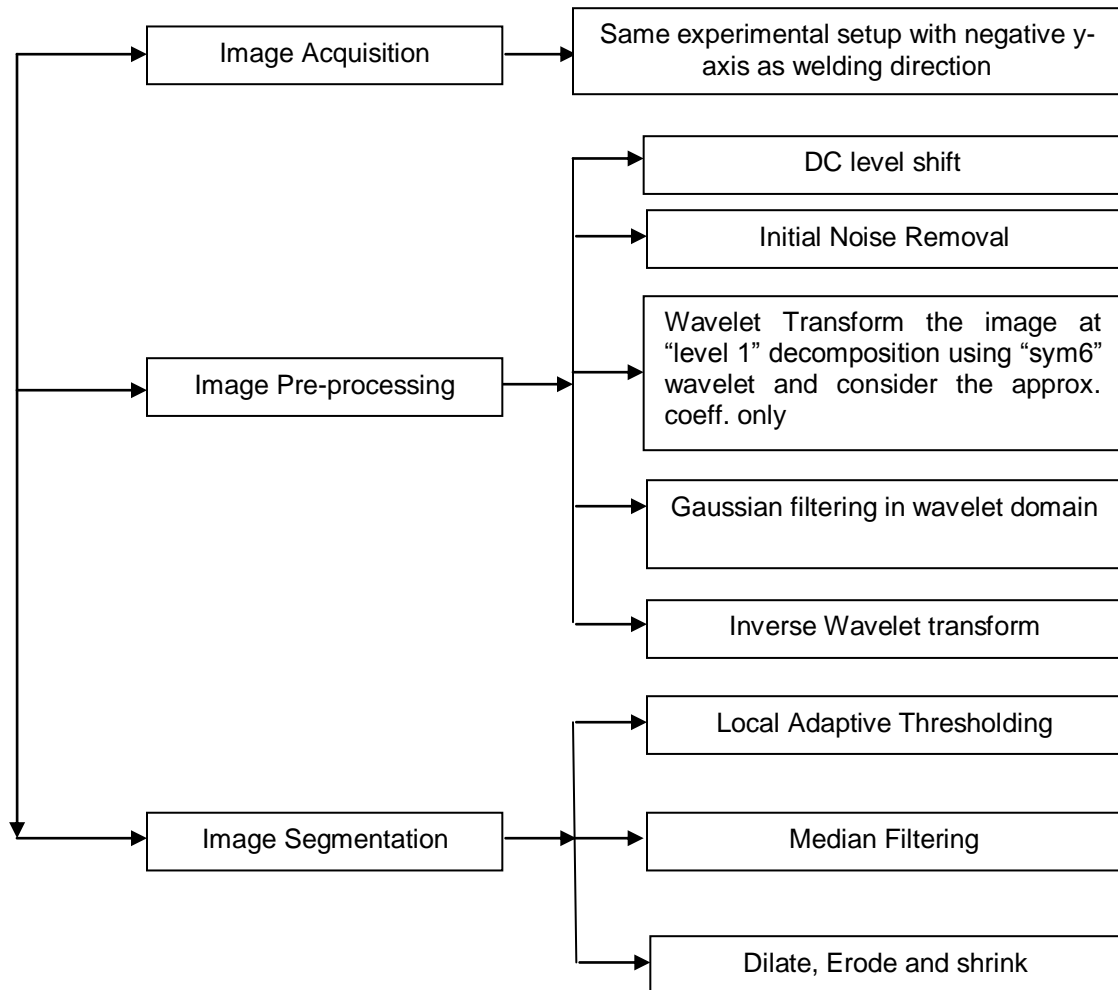 Image Acquisition
Same experimental setup with negative y-
axis as welding direction
DC level shift
Initial Noise Removal
Wavelet Transform the image at
“level 1” decomposition using “sym6”
wavelet and consider the approx.
coeff. only
Image Pre-processing
Gaussian filtering in wavelet domain
Inverse Wavelet transform
Local Adaptive Thresholding
Image Segmentation
Median Filtering
Dilate, Erode and shrink